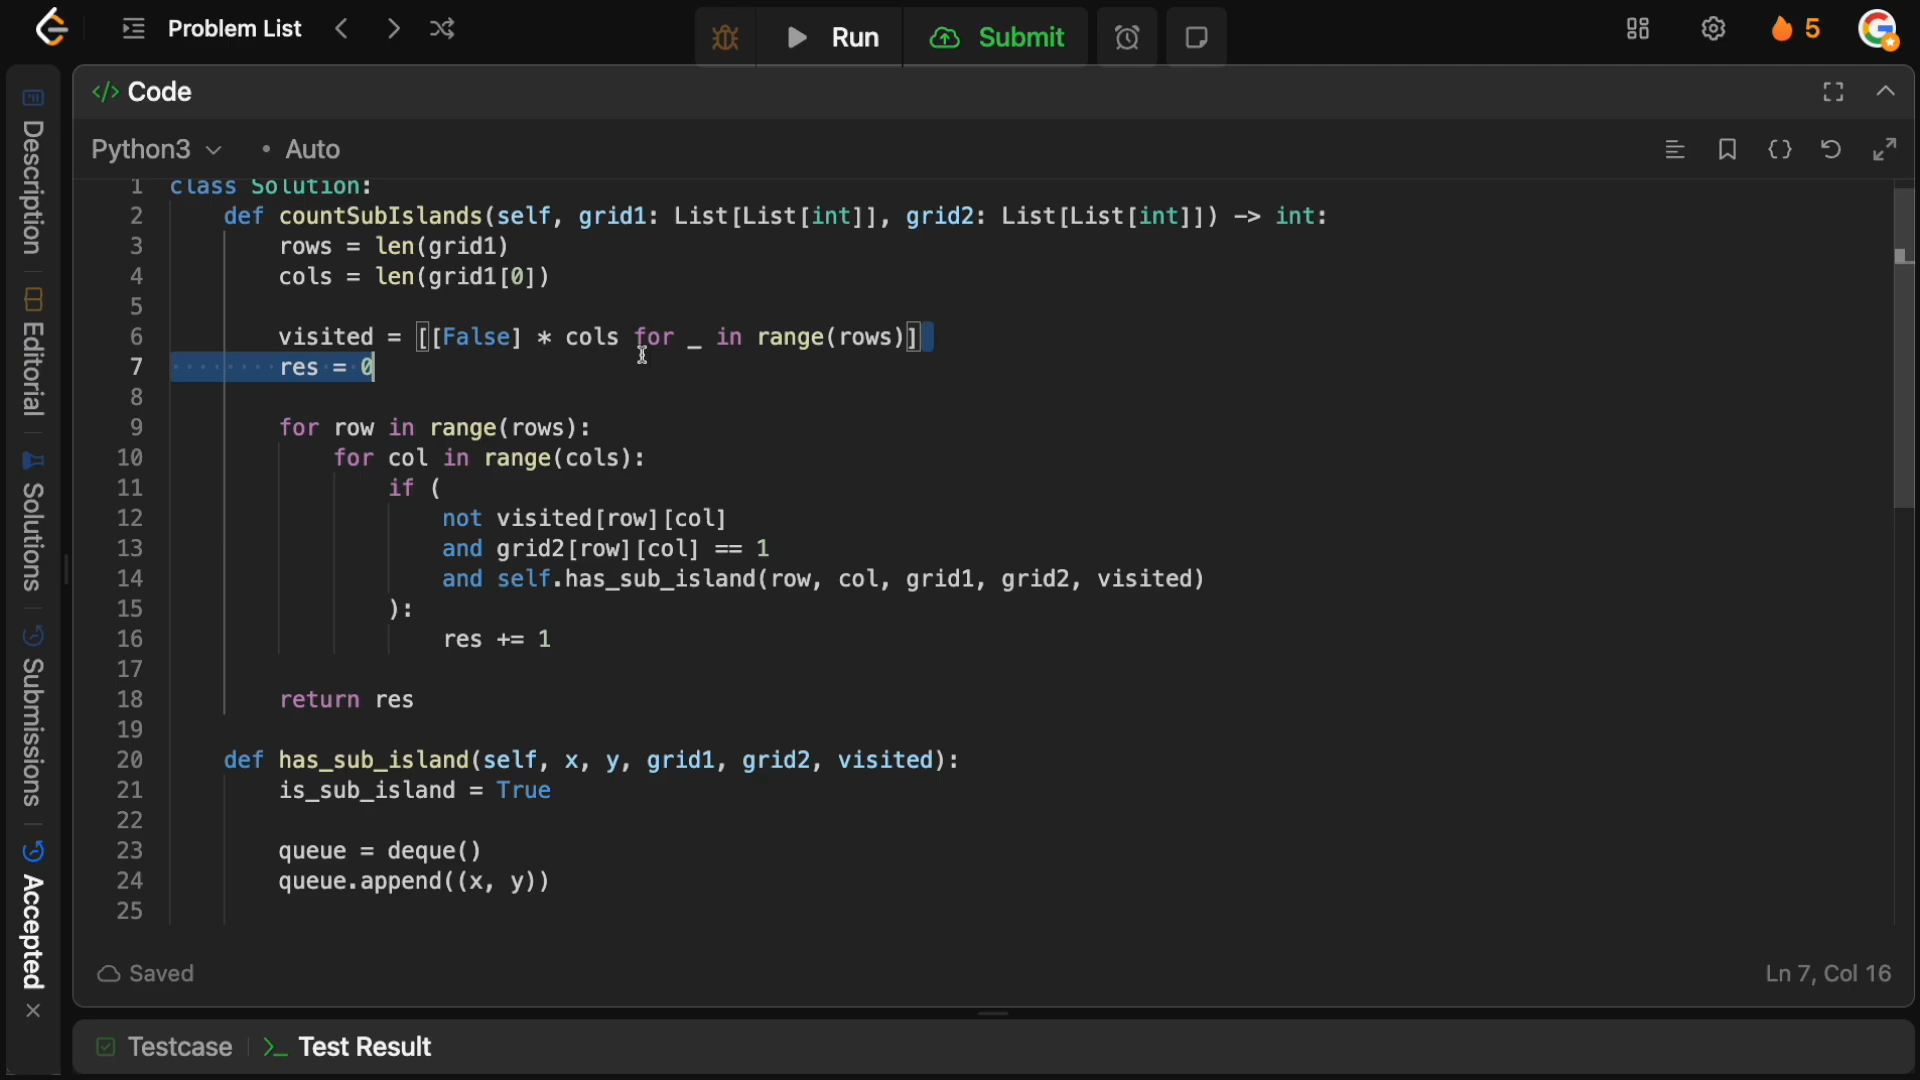 Problem List
Run
Submit
5
Code
Python3
• Auto
1 class Solution:
2 def countSubIslands(self, grid1: List[List[int]], grid2: List[List[int]]) -> int:
3 rows = len(grid1)
4 cols = len(grid1[0])
5
6 visited = [[False] * cols for _ in range(rows)]
7 res = 0
8
9 for row in range(rows):
10 for col in range(cols):
11 if (
12 not visited[row][col]
13 and grid2[row][col] == 1
14 and self.has_sub_island(row, col, grid1, grid2, visited)
15 ):
16 res += 1
17
18 return res
19
20 def has_sub_island(self, x, y, grid1, grid2, visited):
21 is_sub_island = True
22
23 queue = deque()
24 queue.append((x, y))
25
Saved
Ln 7, Col 16
Description
Editorial
Solutions
Submissions
Accepted
Testcase
Test Result